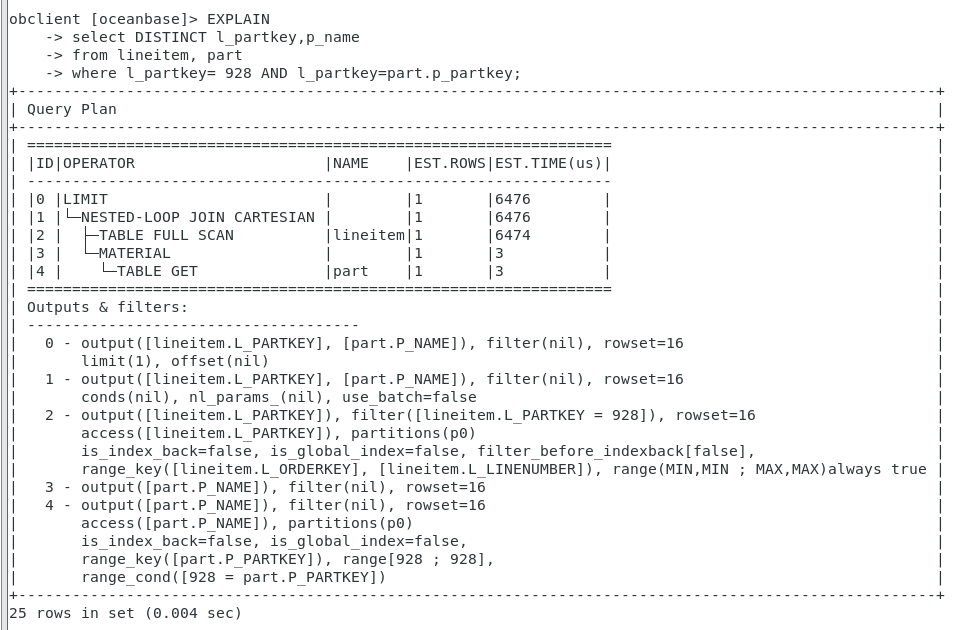 obclient [oceanbase]> EXPLAIN
    -> select DISTINCT l_partkey,p_name
    -> from lineitem, part
    -> where l_partkey= 928 AND l_partkey=part.p_partkey;
+------------------------------------------------------------------------------------------------------+
| Query Plan                                                                                           |
+------------------------------------------------------------------------------------------------------+
| =================================================================                                    |
| |ID|OPERATOR                     |NAME    |EST.ROWS|EST.TIME(us)|                                    |
| -----------------------------------------------------------------                                    |
| |0 |LIMIT                        |        |1       |6476        |                                    |
| |1 |└─NESTED-LOOP JOIN CARTESIAN |        |1       |6476        |                                    |
| |2 |  ├─TABLE FULL SCAN          |lineitem|1       |6474        |                                    |
| |3 |  └─MATERIAL                 |        |1       |3           |                                    |
| |4 |    └─TABLE GET              |part    |1       |3           |                                    |
| =================================================================                                    |
| Outputs & filters:                                                                                   |
| -------------------------------------                                                                |
|   0 - output([lineitem.L_PARTKEY], [part.P_NAME]), filter(nil), rowset=16                            |
|       limit(1), offset(nil)                                                                          |
|   1 - output([lineitem.L_PARTKEY], [part.P_NAME]), filter(nil), rowset=16                            |
|       conds(nil), nl_params_(nil), use_batch=false                                                   |
|   2 - output([lineitem.L_PARTKEY]), filter([lineitem.L_PARTKEY = 928]), rowset=16                    |
|       access([lineitem.L_PARTKEY]), partitions(p0)                                                   |
|       is_index_back=false, is_global_index=false, filter_before_indexback[false],                    |
|       range_key([lineitem.L_ORDERKEY], [lineitem.L_LINENUMBER]), range(MIN,MIN ; MAX,MAX)always true |
|   3 - output([part.P_NAME]), filter(nil), rowset=16                                                  |
|   4 - output([part.P_NAME]), filter(nil), rowset=16                                                  |
|       access([part.P_NAME]), partitions(p0)                                                          |
|       is_index_back=false, is_global_index=false,                                                    |
|       range_key([part.P_PARTKEY]), range[928 ; 928],                                                 |
|       range_cond([928 = part.P_PARTKEY])                                                             |
+------------------------------------------------------------------------------------------------------+
25 rows in set (0.004 sec)